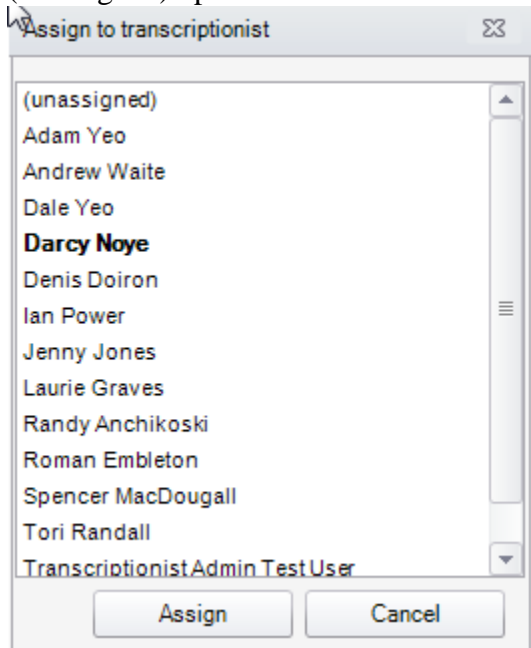 Assign to transcriptionist
(unassigned)
Adam Yeo
Andrew Waite
Dale Yeo
Darcy Noye
Denis Doiron
Ian Power
Jenny Jones
Laurie Graves
Randy Anchikoski
Roman Embleton
Spencer MacDougall
Tori Randall
Transcriptionist Admin Test User
Assign Cancel